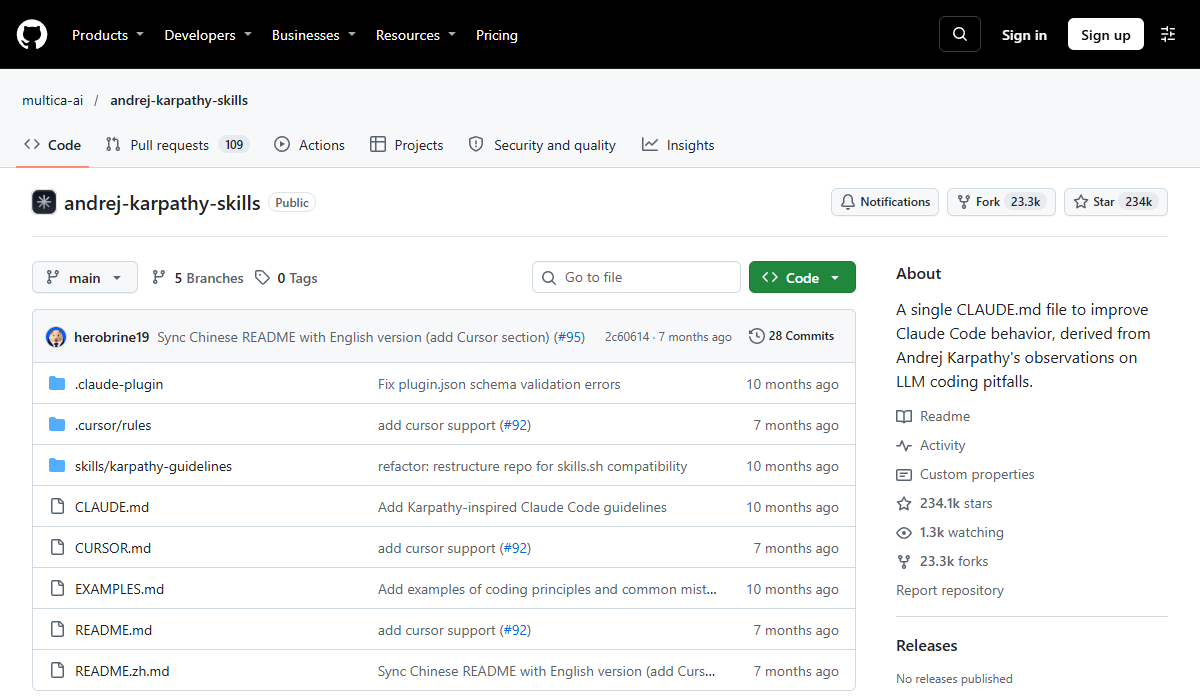 Products Developers Businesses Resources Pricing Sign in Sign up
multica-ai / andrej-karpathy-skills
Code Pull requests 109 Actions Projects Security and quality Insights
andrej-karpathy-skills Public Notifications Fork 23.3k Star 234k
main 5 Branches 0 Tags Go to file Code
herobrine19 Sync Chinese README with English version (add Cursor section) (#95) 2c60614 · 7 months ago 28 Commits
.claude-plugin Fix plugin.json schema validation errors 10 months ago
.cursor/rules add cursor support (#92) 7 months ago
skills/karpathy-guidelines refactor: restructure repo for skills.sh compatibility 10 months ago
CLAUDE.md Add Karpathy-inspired Claude Code guidelines 10 months ago
CURSOR.md add cursor support (#92) 7 months ago
EXAMPLES.md Add examples of coding principles and common mist... 10 months ago
README.md add cursor support (#92) 7 months ago
README.zh.md Sync Chinese README with English version (add Curs... 7 months ago
About
A single CLAUDE.md file to improve
Claude Code behavior, derived from
Andrej Karpathy's observations on
LLM coding pitfalls.
Readme
Activity
Custom properties
234.1k stars
1.3k watching
23.3k forks
Report repository
Releases
No releases published